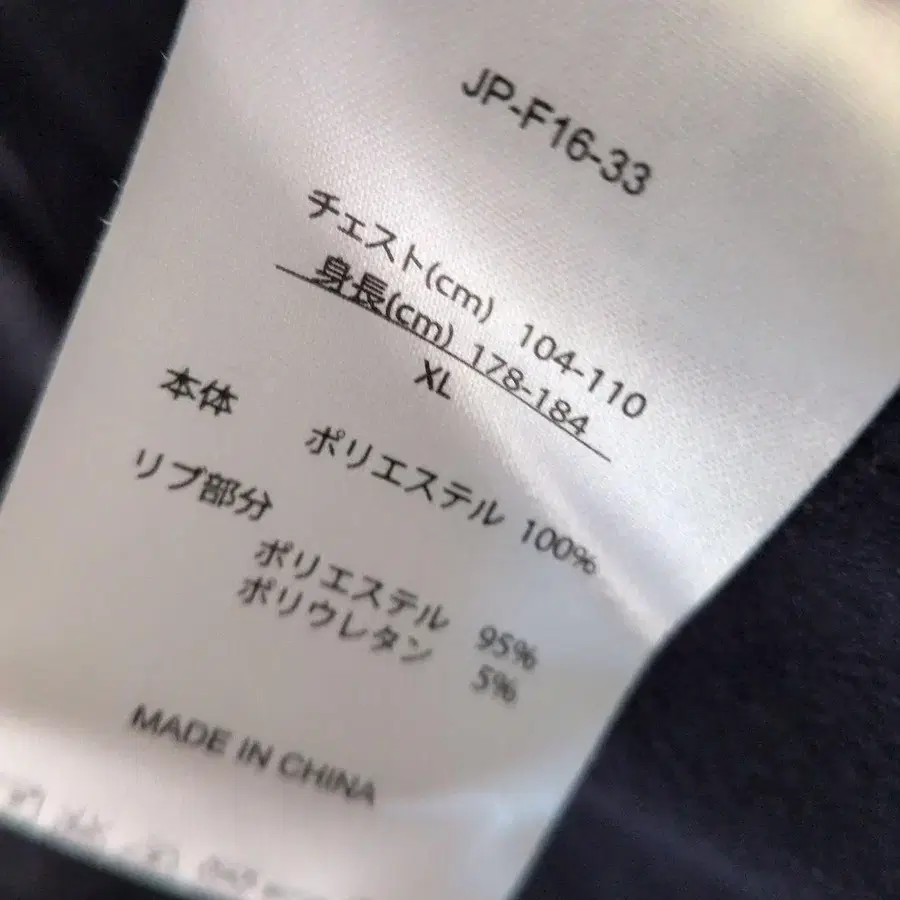 JP-F16-33
チェスト(cm) 104-110
身長(cm) 178-184
XL
本体
ポリエステル 100%
リブ部分
ポリエステル 95%
ポリウレタン 5%
MADE IN CHINA